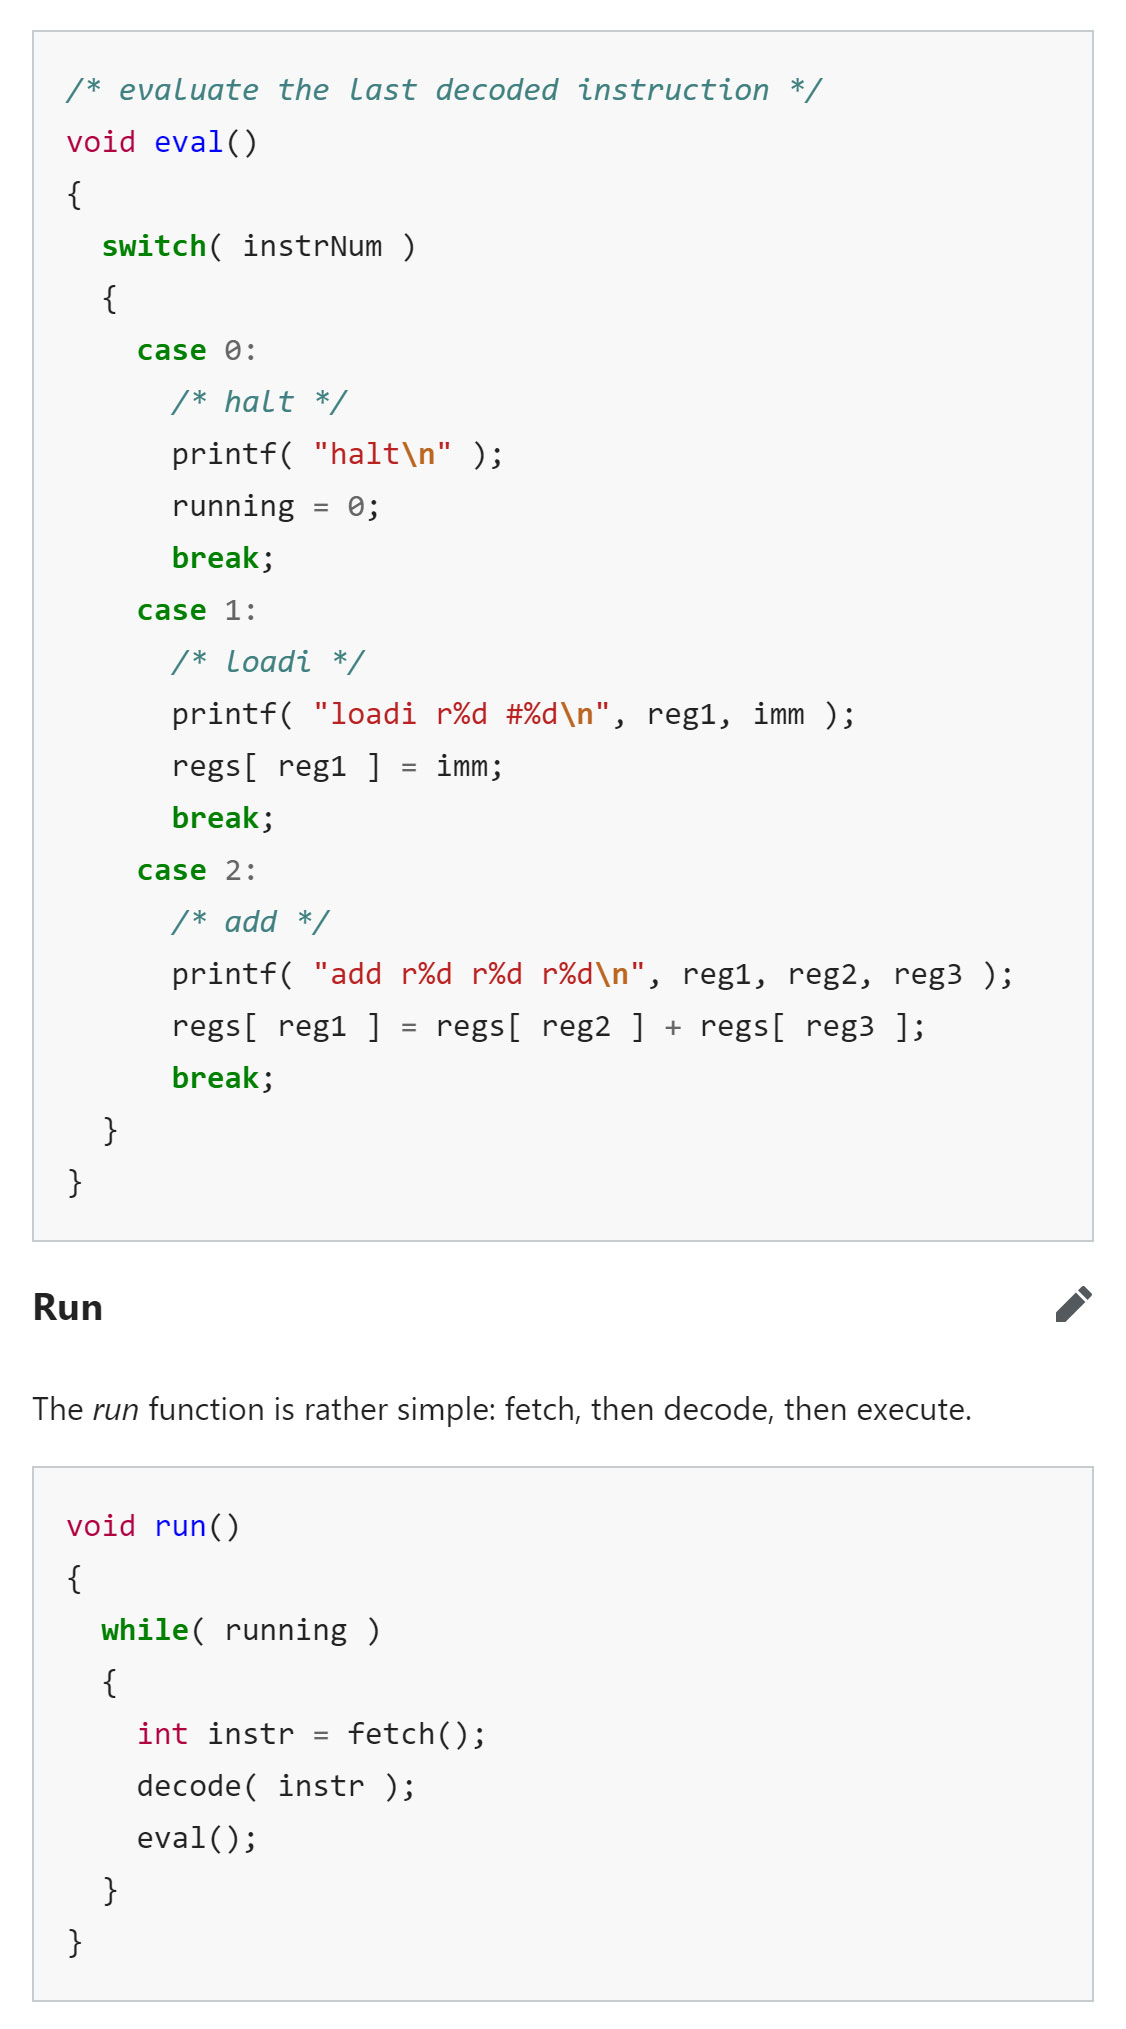 /* evaluate the last decoded instruction */
void eval()
{
  switch( instrNum )
  {
    case 0:
      /* halt */
      printf( "halt\n" );
      running = 0;
      break;
    case 1:
      /* loadi */
      printf( "loadi r%d #%d\n", reg1, imm );
      regs[ reg1 ] = imm;
      break;
    case 2:
      /* add */
      printf( "add r%d r%d r%d\n", reg1, reg2, reg3 );
      regs[ reg1 ] = regs[ reg2 ] + regs[ reg3 ];
      break;
  }
}
Run
The run function is rather simple: fetch, then decode, then execute.
void run()
{
  while( running )
  {
    int instr = fetch();
    decode( instr );
    eval();
  }
}